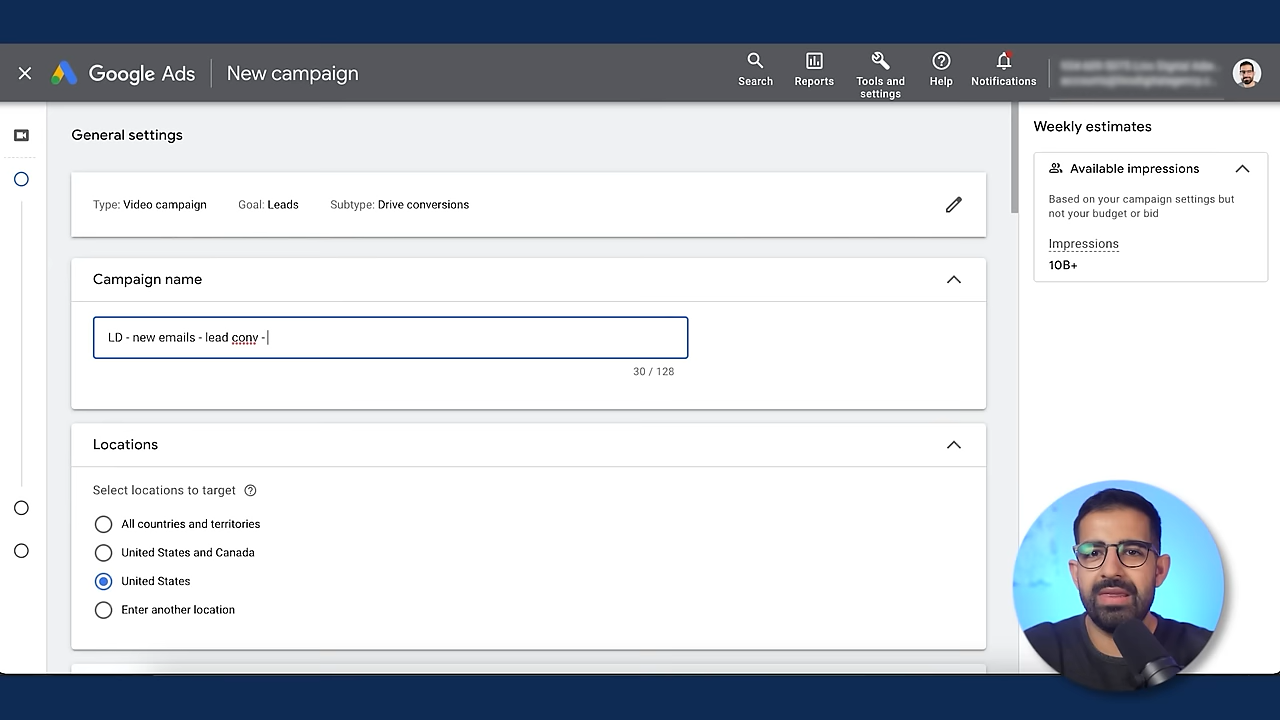 Google Ads
New campaign
Search
Reports
Tools and
settings
Help
Notifications
General settings
Type: Video campaign Goal: Leads Subtype: Drive conversions
Campaign name
LD - new emails - lead conv -
30 / 128
Locations
Select locations to target
All countries and territories
United States and Canada
United States
Enter another location
Weekly estimates
Available impressions
Based on your campaign settings but
not your budget or bid
Impressions
10B+